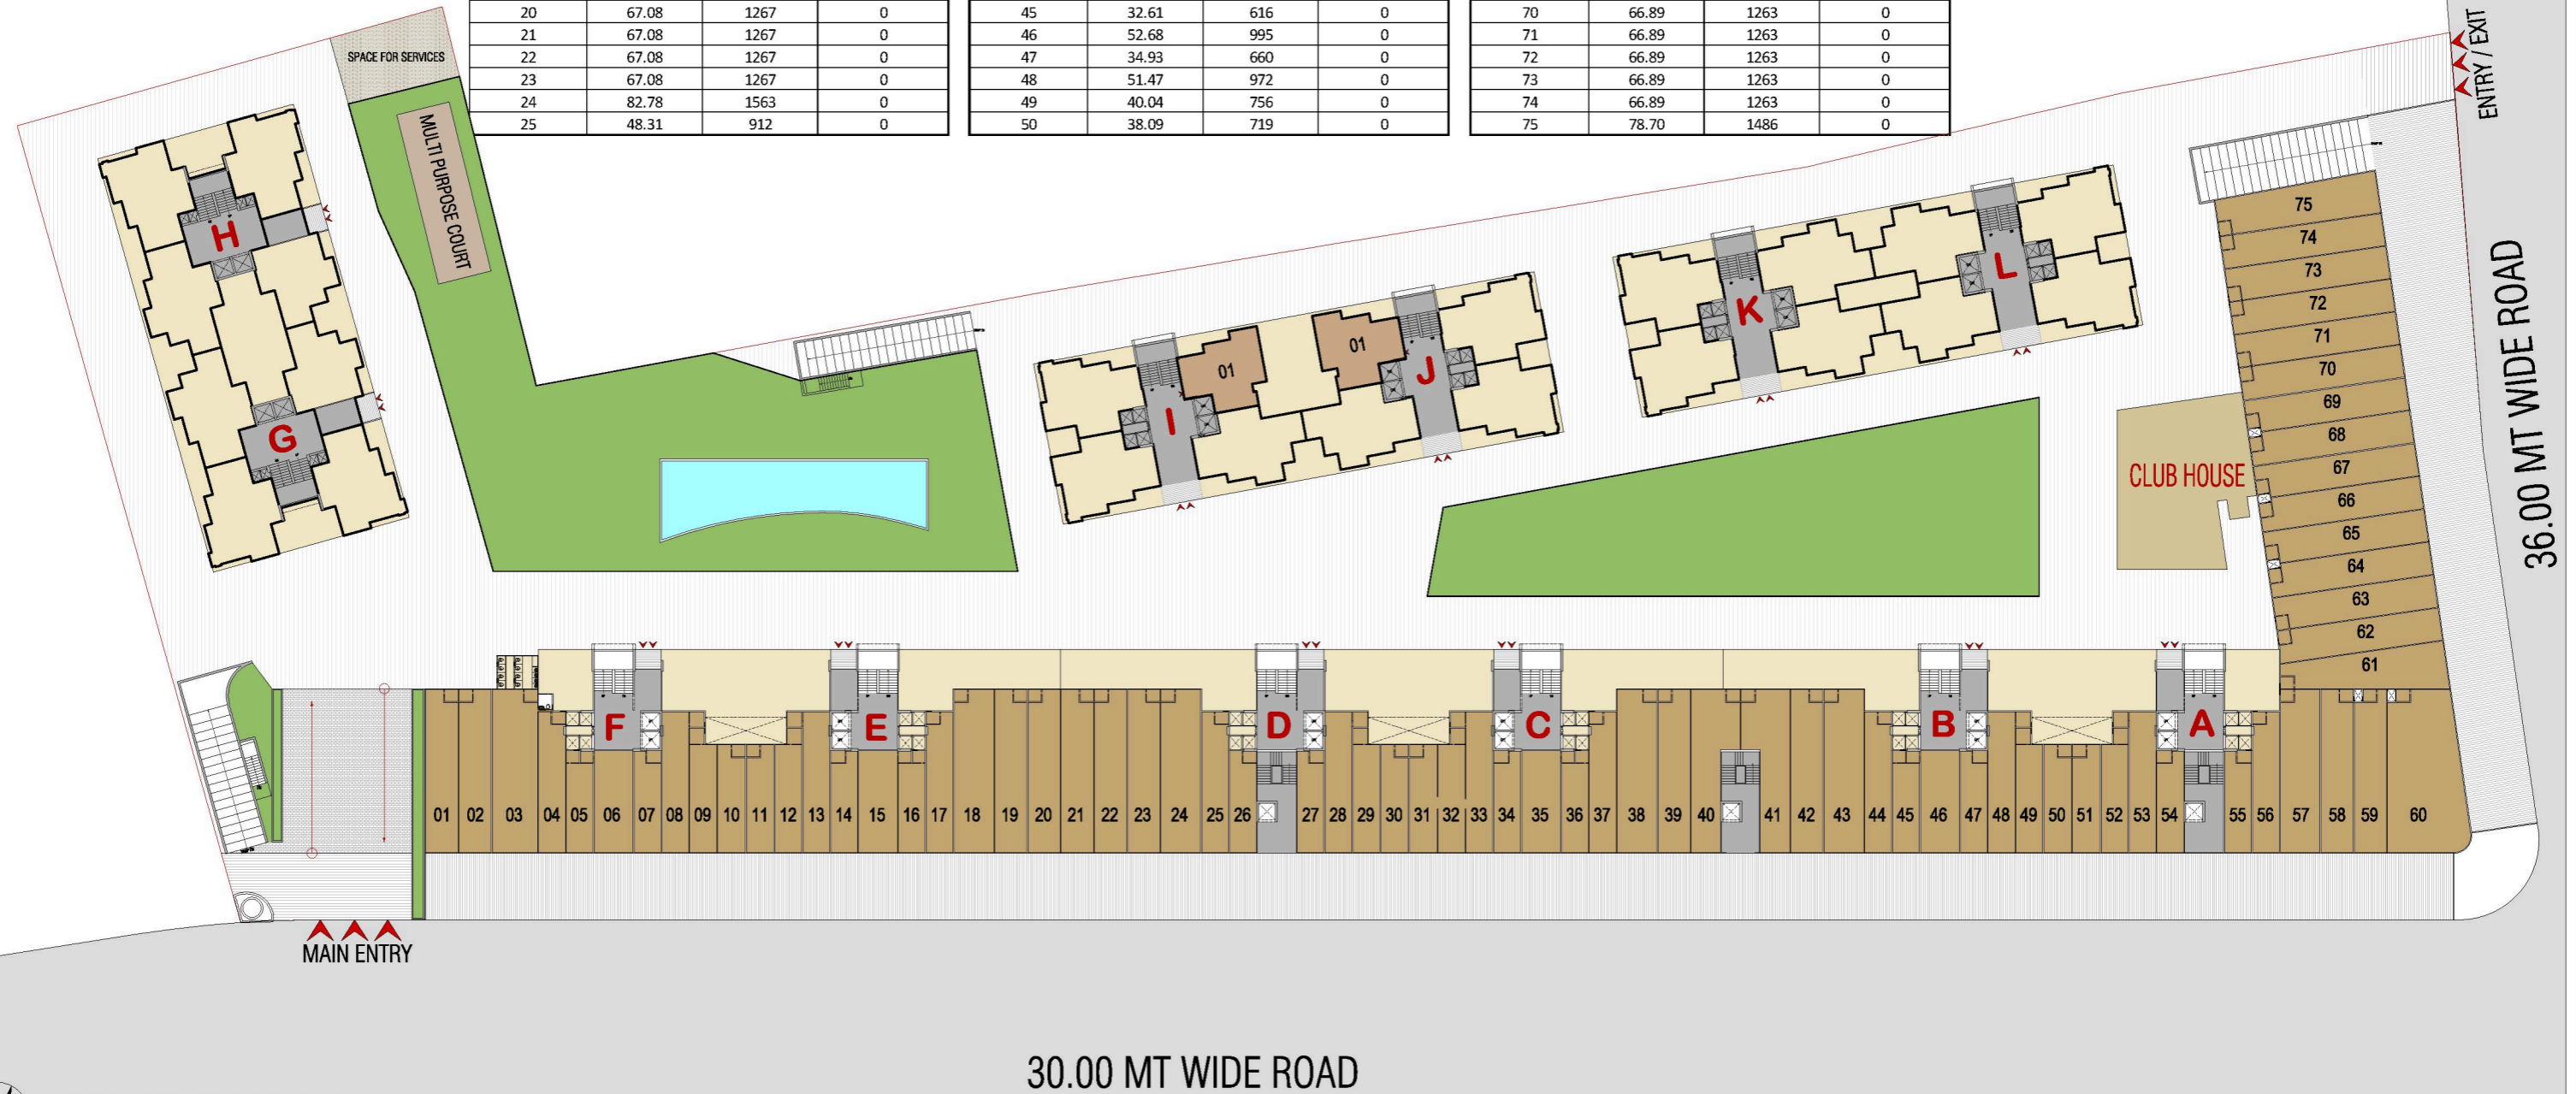 20 67.08 1267 0 45 32.61 616 0 70 66.89 1263 0
21 67.08 1267 0 46 52.68 995 0 71 66.89 1263 0
22 67.08 1267 0 47 34.93 660 0 72 66.89 1263 0
23 67.08 1267 0 48 51.47 972 0 73 66.89 1263 0
24 82.78 1563 0 49 40.04 756 0 74 66.89 1263 0
25 48.31 912 0 50 38.09 719 0 75 78.70 1486 0
SPACE FOR SERVICES
MULTI PURPOSE COURT
ENTRY / EXIT
H
G
01
01
I
J
K
L
75
74
73
72
71
70
69
68
67
66
65
64
63
62
61
CLUB HOUSE
36.00 MT WIDE ROAD
F E D C B A
01 02 03 04 05 06 07 08 09 10 11 12 13 14 15 16 17 18 19 20 21 22 23 24 25 26 27 28 29 30 31 32 33 34 35 36 37 38 39 40 41 42 43 44 45 46 47 48 49 50 51 52 53 54 55 56 57 58 59 60
MAIN ENTRY
30.00 MT WIDE ROAD